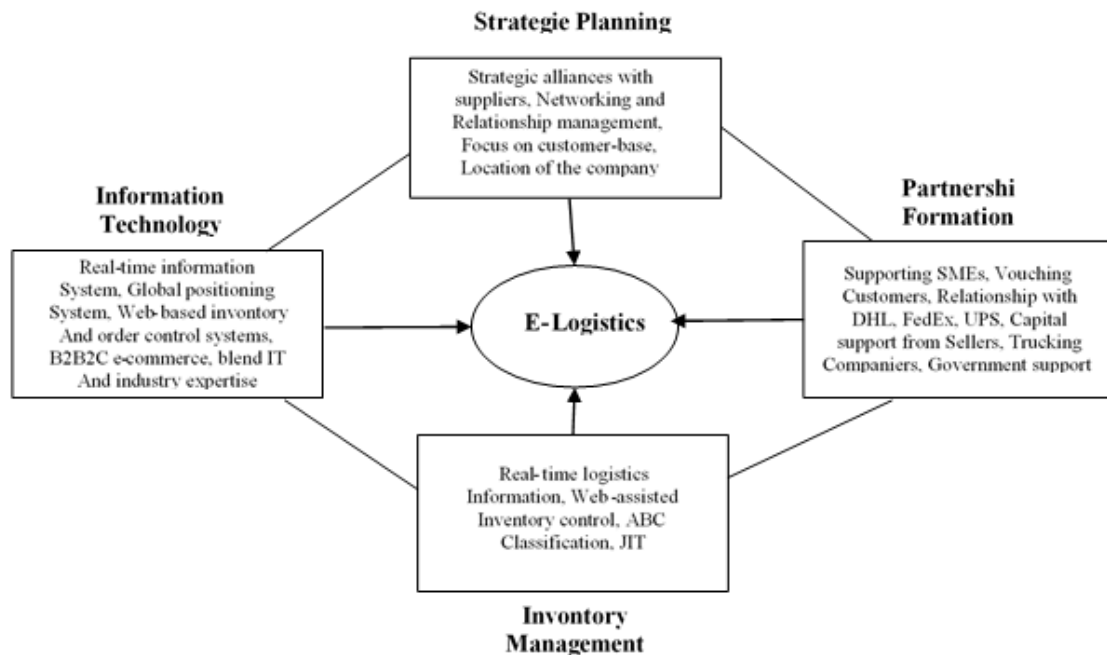 Strategie Planning
Strategic alliances with
suppliers, Networking and
Relationship management,
Focus on customer-base,
Location of the company
Information
Technology
Real-time information
System, Global positioning
System, Web-based invontory
And order control systems,
B2B2C e-commerce, blend IT
And industry expertise
E-Logistics
Partnershi
Formation
Supporting SMEs, Vouching
Customers, Relationship with
DHL, FedEx, UPS, Capital
support from Sellers, Trucking
Companiers, Government support
Real-time logistics
Information, Web-assisted
Inventory control, ABC
Classification, JIT
Invontory
Management